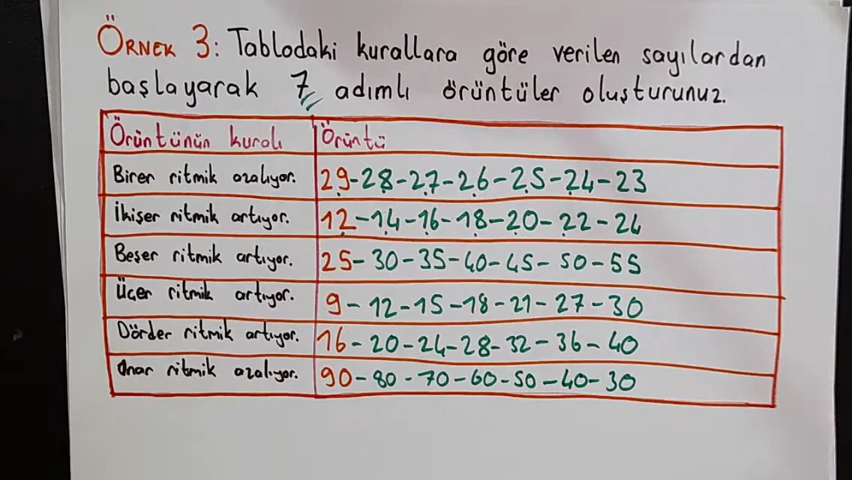 ÖRNEK 3: Tablodaki kurallara göre verilen sayılardan
başlayarak 7 adımlı örüntüler oluşturunuz.
Örüntünün kuralı Örüntü
Birer ritmik azalıyor. 29-28-27-26-25-24-23
İkişer ritmik artıyor. 12-14-16-18-20-22-24
Beşer ritmik artıyor. 25-30-35-40-45-50-55
Üçer ritmik artıyor. 9-12-15-18-21-27-30
Dörder ritmik artıyor. 16-20-24-28-32-36-40
Onar ritmik azalıyor. 90-80-70-60-50-40-30